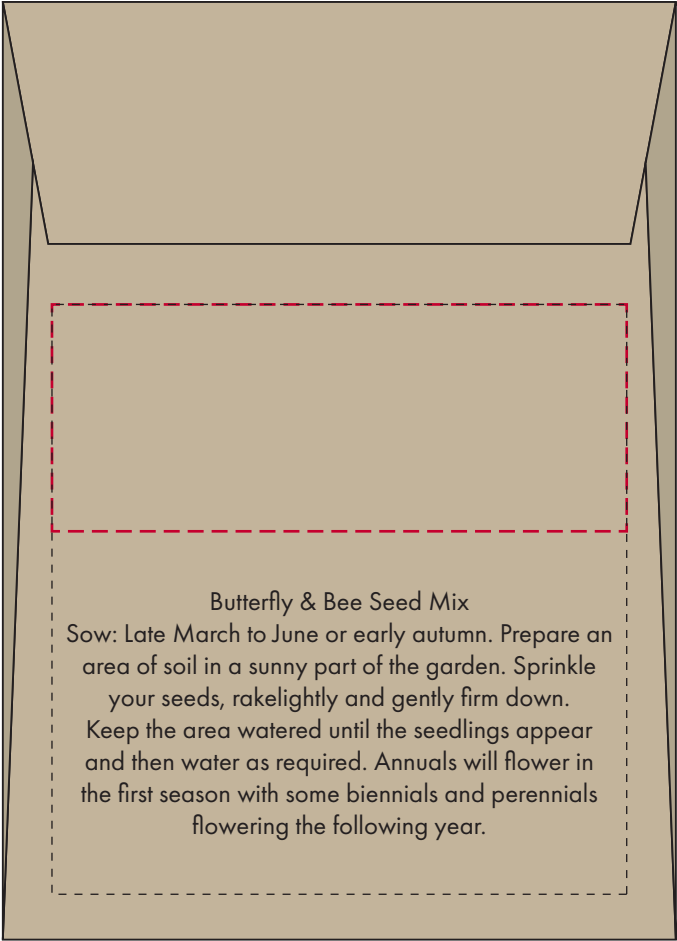 Butterfly & Bee Seed Mix
Sow: Late March to June or early autumn. Prepare an
area of soil in a sunny part of the garden. Sprinkle
your seeds, rakelightly and gently firm down.
Keep the area watered until the seedlings appear
and then water as required. Annuals will flower in
the first season with some biennials and perennials
flowering the following year.